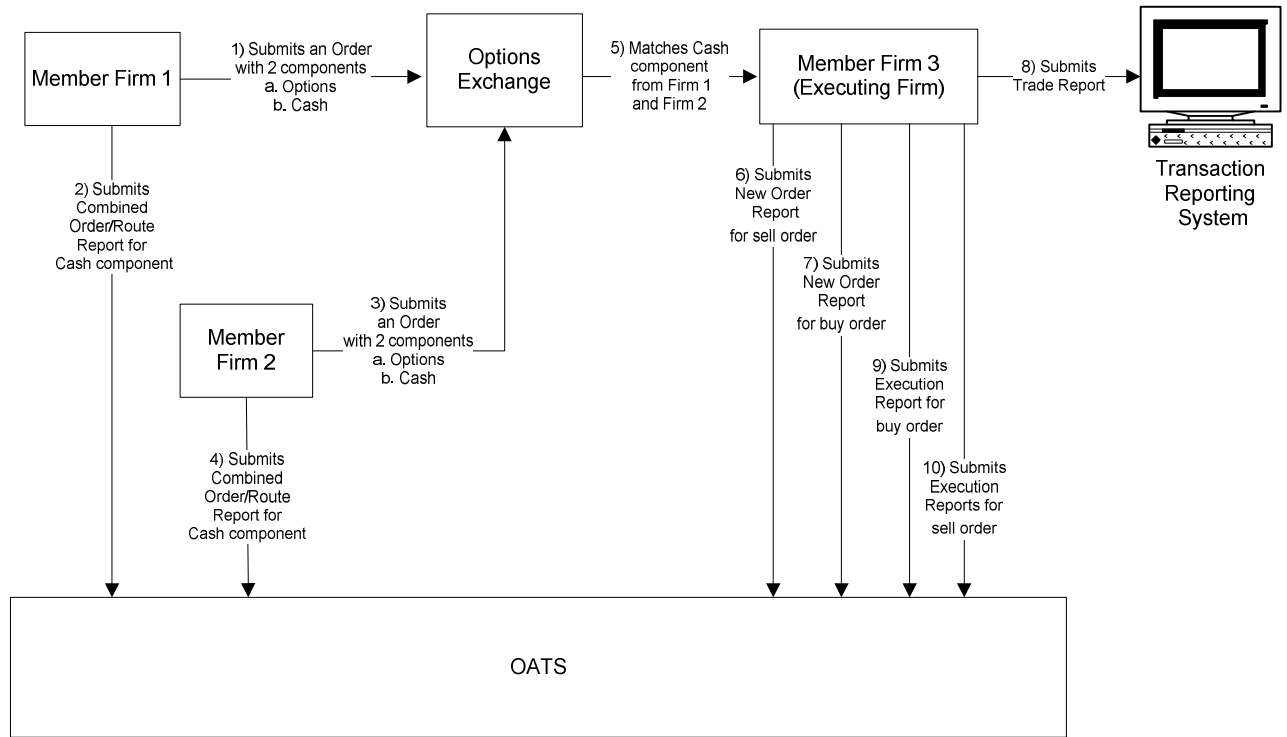 Member Firm 1
1) Submits an Order
with 2 components
a. Options
b. Cash
Options
Exchange
5) Matches Cash
component
from Firm 1
and Firm 2
Member Firm 3
(Executing Firm)
8) Submits
Trade Report
Transaction
Reporting
System
2) Submits
Combined
Order/Route
Report for
Cash component
Member
Firm 2
3) Submits
an Order
with 2 components
a. Options
b. Cash
4) Submits
Combined
Order/Route
Report for
Cash component
6) Submits
New Order
Report
for sell order
7) Submits
New Order
Report
for buy order
9) Submits
Execution
Report for
buy order
10) Submits
Execution
Reports for
sell order
OATS